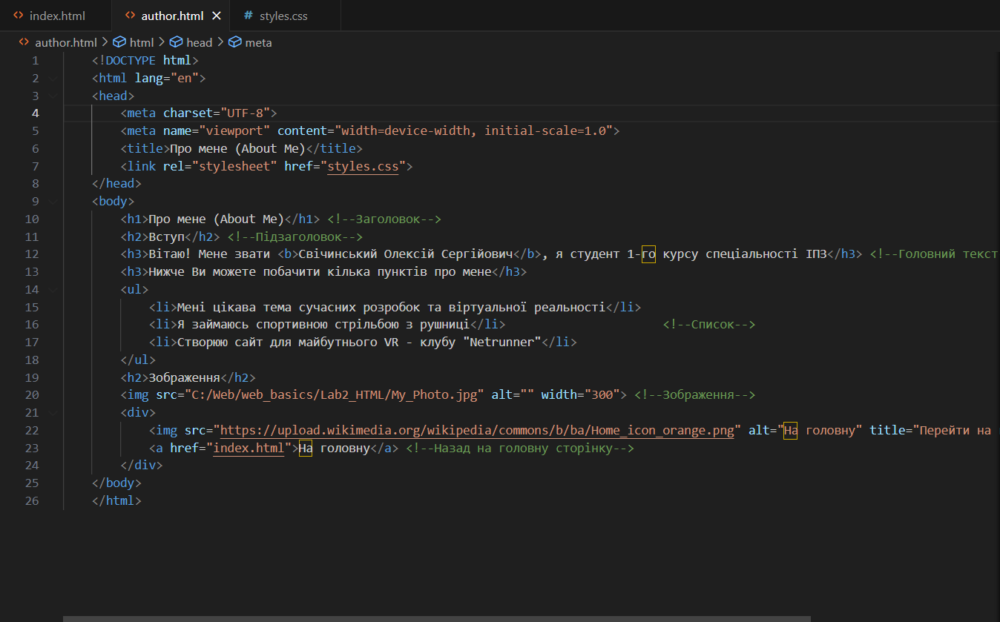 index.html author.html styles.css
author.html > html > head > meta
1 <!DOCTYPE html>
2 <html lang="en">
3 <head>
4 <meta charset="UTF-8">
5 <meta name="viewport" content="width=device-width, initial-scale=1.0">
6 <title>Про мене (About Me)</title>
7 <link rel="stylesheet" href="styles.css">
8 </head>
9 <body>
10 <h1>Про мене (About Me)</h1> <!--Заголовок-->
11 <h2>Вступ</h2> <!--Підзаголовок-->
12 <h3>Вітаю! Мене звати <b>Свічинський Олексій Сергійович</b>, я студент 1-го курсу спеціальності ІПЗ</h3> <!--Головний текст
13 <h3>Нижче Ви можете побачити кілька пунктів про мене</h3>
14 <ul>
15 <li>Мені цікава тема сучасних розробок та віртуальної реальності</li>
16 <li>Я займаюсь спортивною стрільбою з рушниці</li> <!--Список-->
17 <li>Створюю сайт для майбутнього VR - клубу "Netrunner"</li>
18 </ul>
19 <h2>Зображення</h2>
20 <img src="C:/Web/web_basics/Lab2_HTML/My_Photo.jpg" alt="" width="300"> <!--Зображення-->
21 <div>
22 <img src="https://upload.wikimedia.org/wikipedia/commons/b/ba/Home_icon_orange.png" alt="На головну" title="Перейти на
23 <a href="index.html">На головну</a> <!--Назад на головну сторінку-->
24 </div>
25 </body>
26 </html>